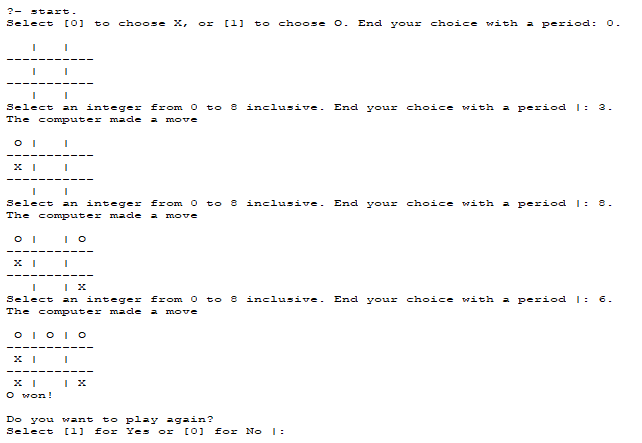 ?- start.
Select [0] to choose X, or [1] to choose O. End your choice with a period: 0.
| |
-----------
| |
-----------
| |
Select an integer from 0 to 8 inclusive. End your choice with a period |: 3.
The computer made a move
O | |
-----------
X | |
-----------
| |
Select an integer from 0 to 8 inclusive. End your choice with a period |: 8.
The computer made a move
O | | O
-----------
X | |
-----------
| | X
Select an integer from 0 to 8 inclusive. End your choice with a period |: 6.
The computer made a move
O | O | O
-----------
X | |
-----------
X | | X
O won!
Do you want to play again?
Select [1] for Yes or [0] for No |: